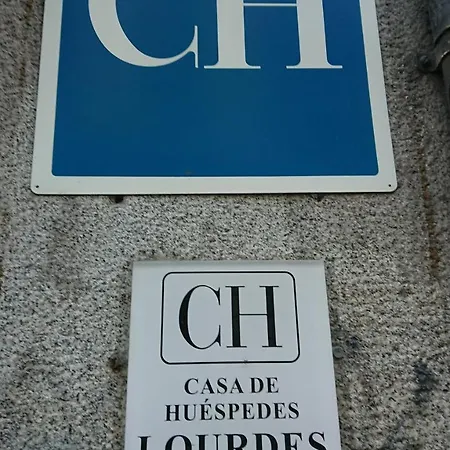 CH
CH
CASA DE
HUÉSPEDES
LOURDES